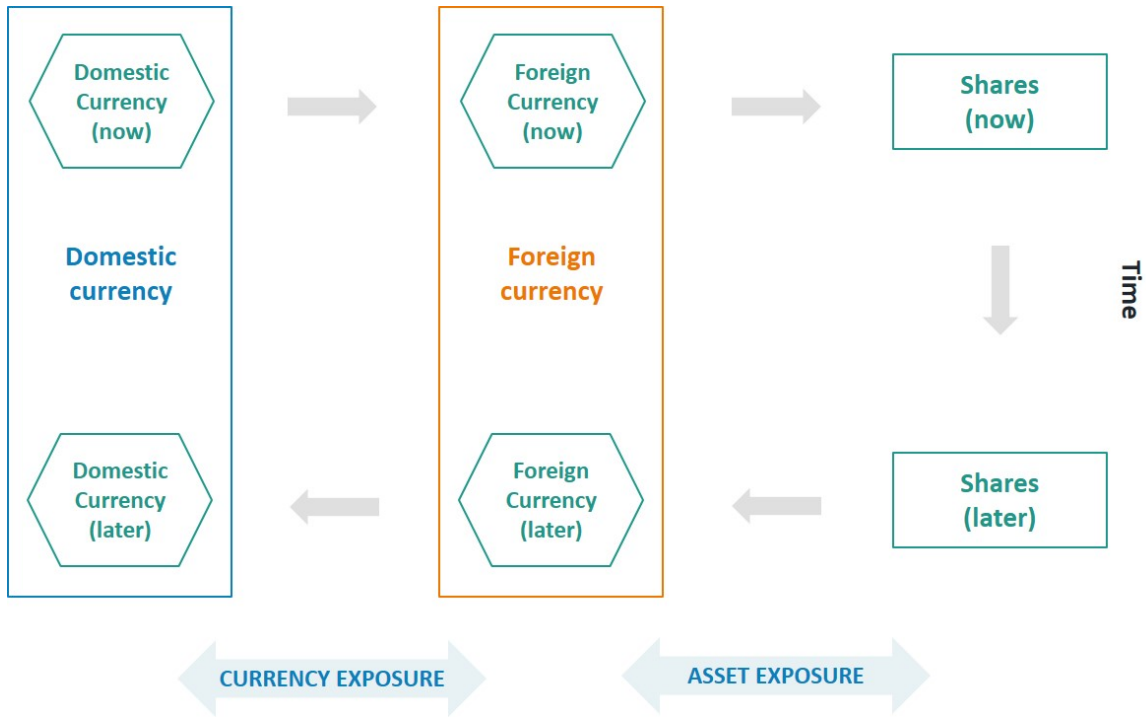 Domestic
Currency
(now)
Foreign
Currency
(now)
Shares
(now)
Domestic
currency
Foreign
currency
Time
Domestic
Currency
(later)
Foreign
Currency
(later)
Shares
(later)
CURRENCY EXPOSURE
ASSET EXPOSURE